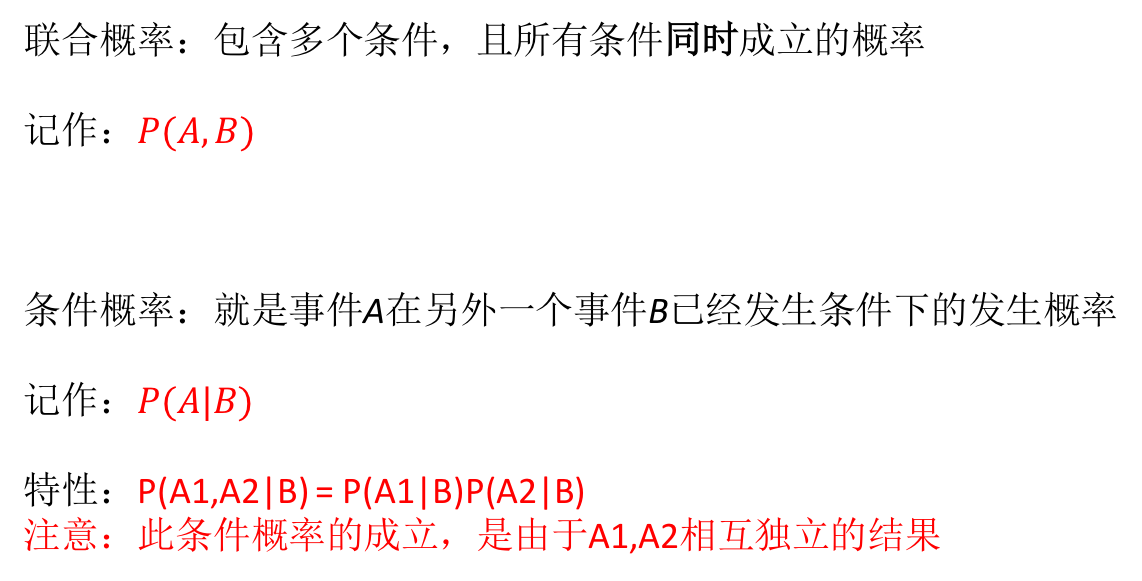 联合概率：包含多个条件，且所有条件同时成立的概率
记作：P(A,B)
条件概率：就是事件A在另外一个事件B已经发生条件下的发生概率
记作：P(A|B)
特性：P(A1,A2|B) = P(A1|B)P(A2|B)
注意：此条件概率的成立，是由于A1,A2相互独立的结果